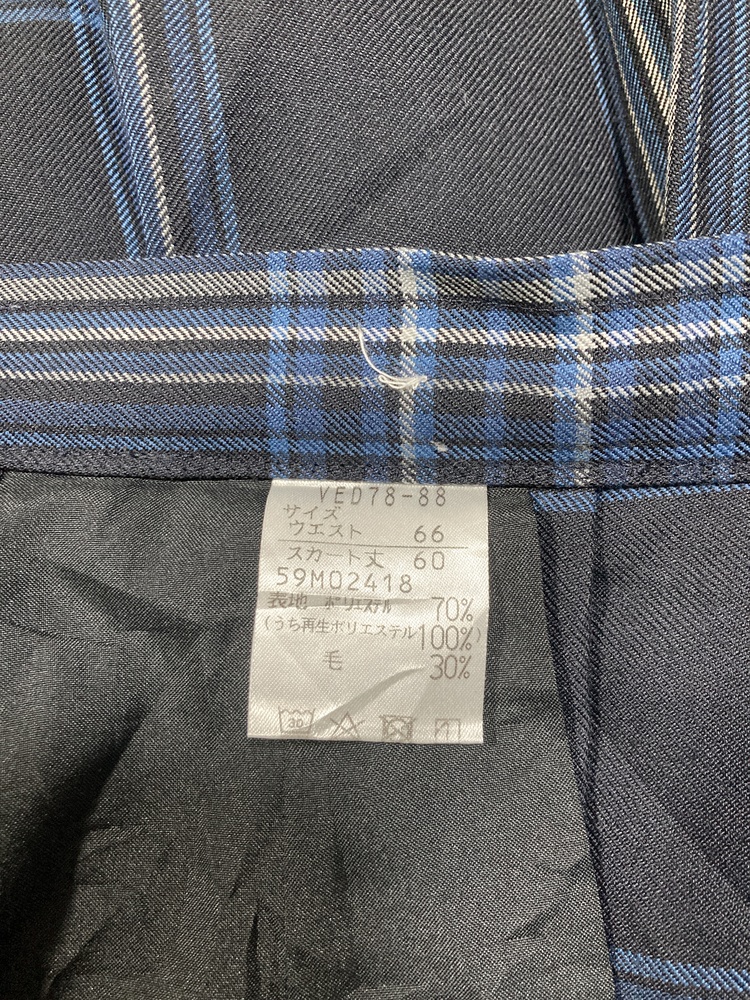 VED78-88
サイズ
ウエスト 66
スカート丈 60
59M02418
表地 ポリエステル 70%
(うち再生ポリエステル100%)
毛 30%
30